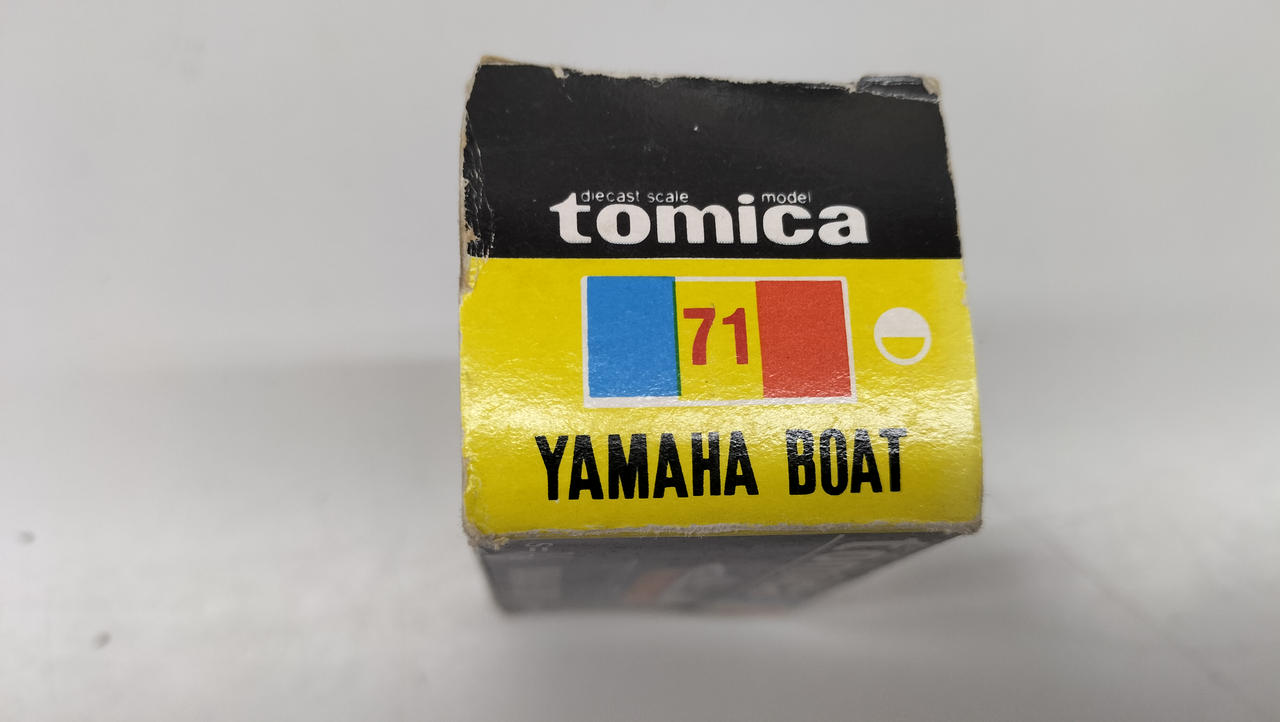 diecast scale model
tomica
71
YAMAHA BOAT